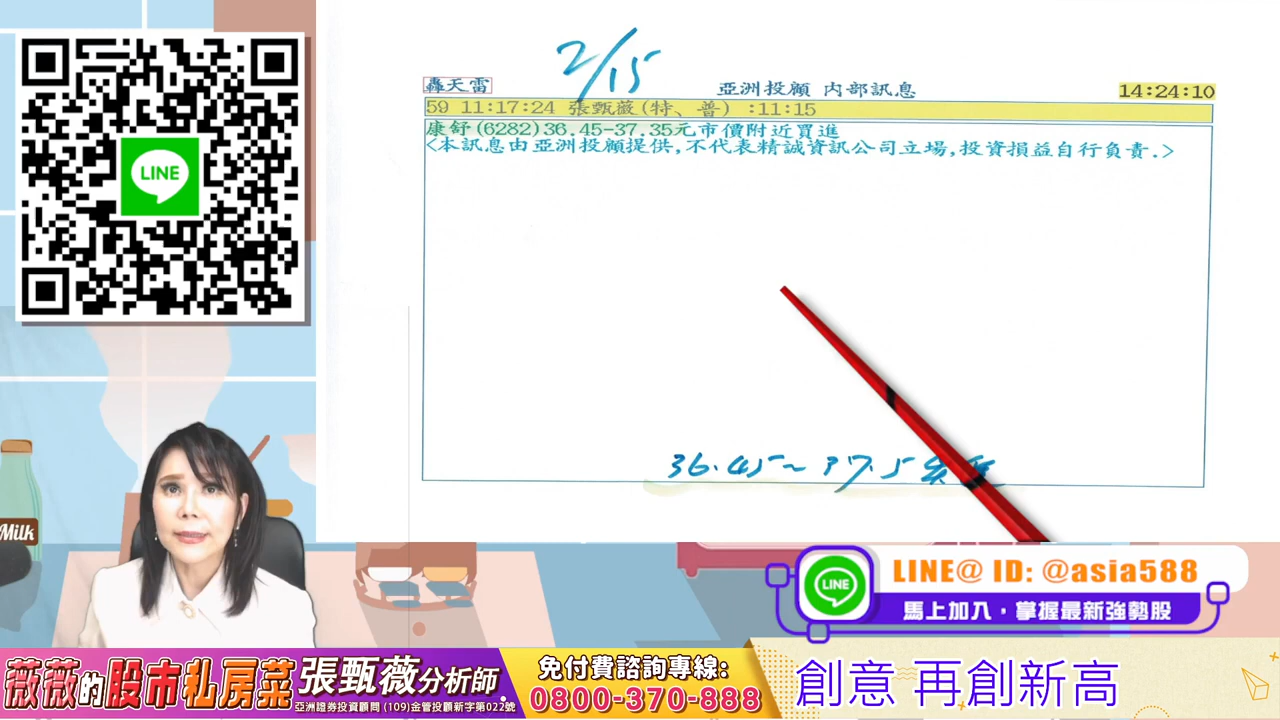 2/15
轟天雷
亞洲投顧 內部訊息
14:24:10
59 11:17:24 張甄薇(特、普) :11:15
康舒(6282)36.45-37.35元市價附近買進
<本訊息由亞洲投顧提供,不代表精誠資訊公司立場,投資損益自行負責.>
36.45~37.5
LINE
Milk
LINE
LINE@ ID: @asia588
馬上加入,掌握最新強勢股
薇薇的股市私房菜
張甄薇分析師
亞洲證券投資顧問 (109)金管投顧新字第022號
免付費諮詢專線:
0800-370-888
創意 再創新高